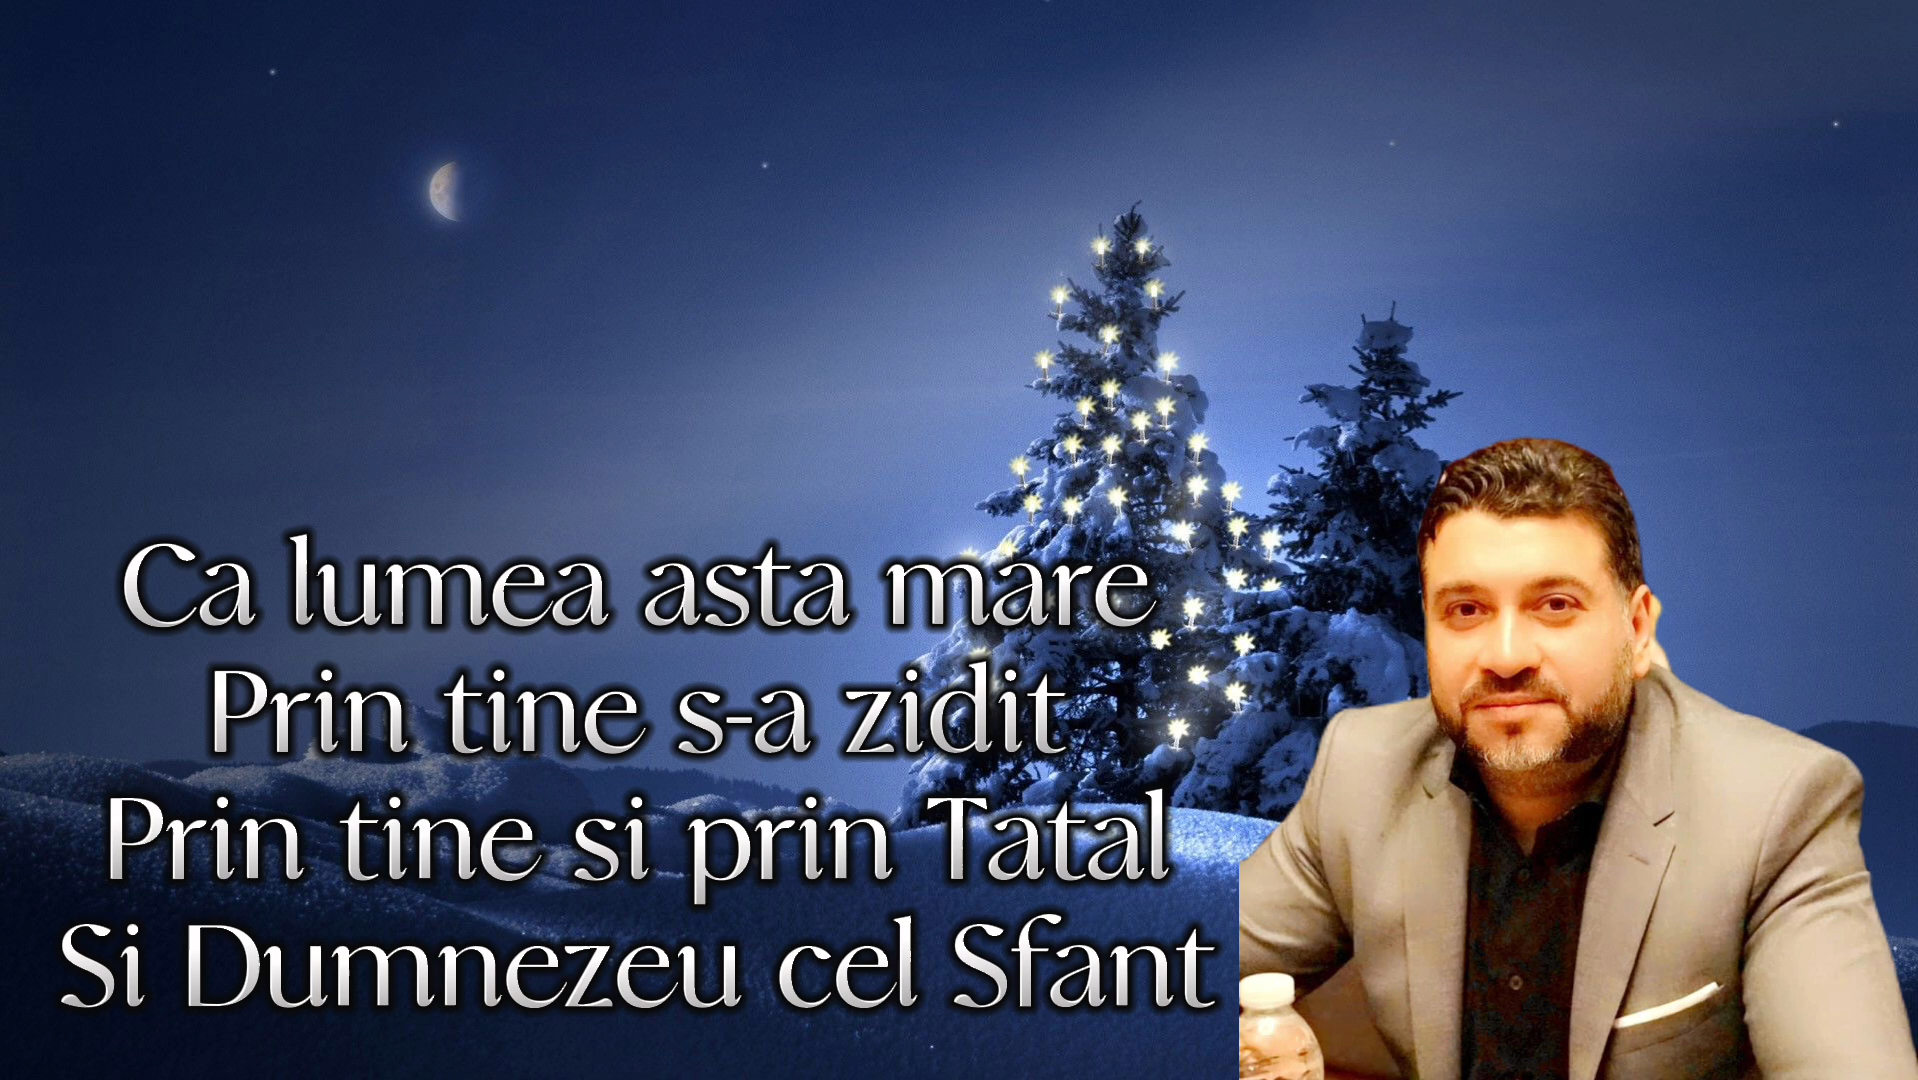 Ca lumea asta mare
Prin tine s-a zidit
Prin tine si prin Tatal
Si Dumnezeu cel Sfant